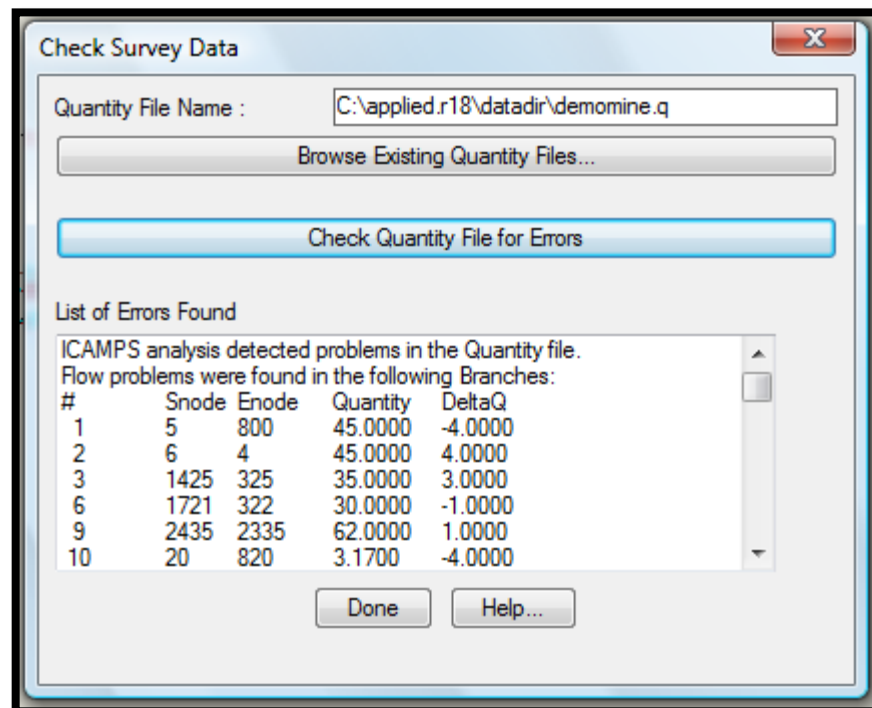 Check Survey Data
Quantity File Name : C:\applied.r18\datadir\demomine.q
Browse Existing Quantity Files...
Check Quantity File for Errors
List of Errors Found
ICAMPS analysis detected problems in the Quantity file.
Flow problems were found in the following Branches:
# Snode Enode Quantity DeltaQ
1 5 800 45.0000 -4.0000
2 6 4 45.0000 4.0000
3 1425 325 35.0000 3.0000
6 1721 322 30.0000 -1.0000
9 2435 2335 62.0000 1.0000
10 20 820 3.1700 -4.0000
Done Help...